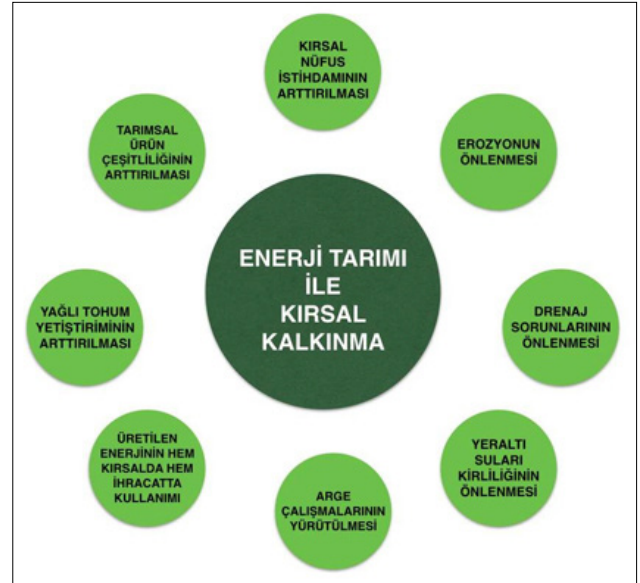 KIRSAL
NÜFUS
İSTİHDAMININ
ARTTIRILMASI
EROZYONUN
ÖNLENMESİ
DRENAJ
SORUNLARININ
ÖNLENMESİ
YERALTI
SULARI
KİRLİLİĞİNİN
ÖNLENMESİ
ARGE
ÇALIŞMALARININ
YÜRÜTÜLMESİ
ÜRETİLEN
ENERJİNİN HEM
KIRSALDA HEM
İHRACATTA
KULLANIMI
YAĞLI TOHUM
YETİŞTİRİMİNİN
ARTTIRILMASI
TARIMSAL
ÜRÜN
ÇEŞİTLİLİĞİNİN
ARTTIRILMASI
ENERJİ TARIMI
İLE
KIRSAL
KALKINMA